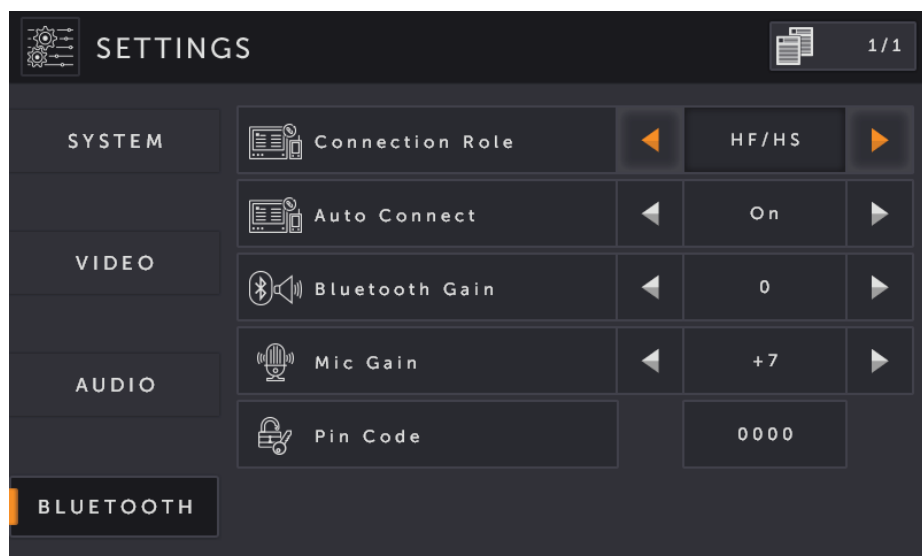 SETTINGS
1/1
SYSTEM
VIDEO
AUDIO
BLUETOOTH
Connection Role HF/HS
Auto Connect On
Bluetooth Gain 0
Mic Gain +7
Pin Code 0000